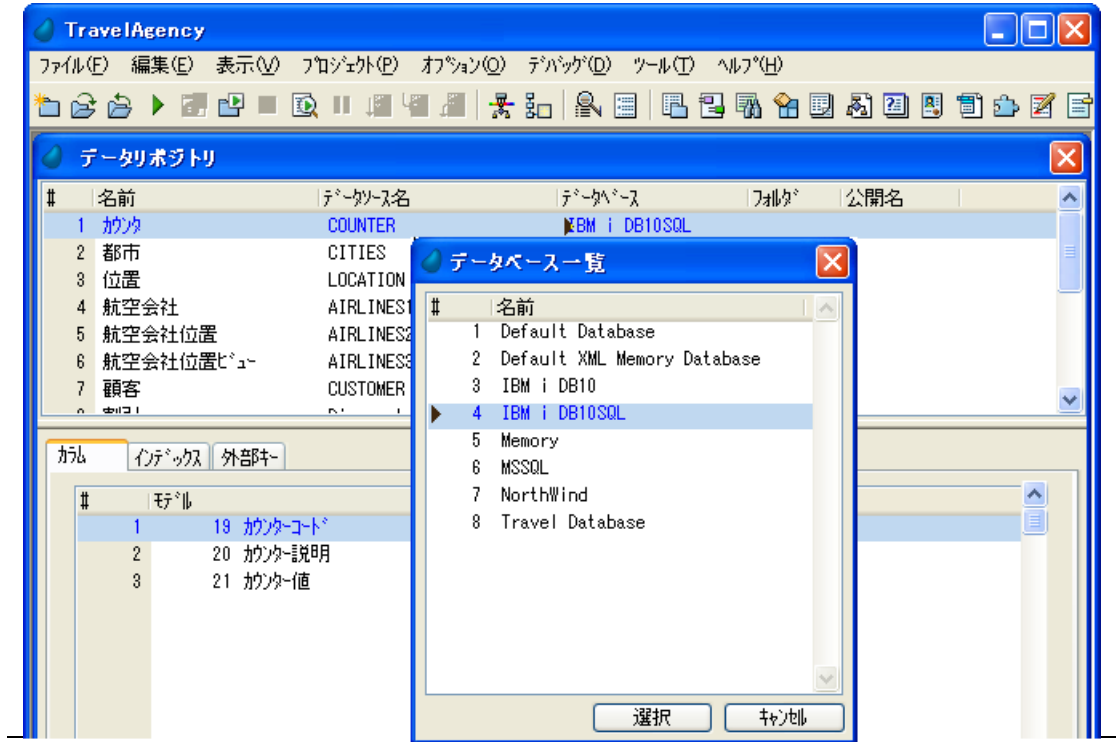 TravelAgency
ﾌｧｲﾙ(F) 編集(E) 表示(V) ﾌﾟﾛｼﾞｪｸﾄ(P) ｵﾌﾟｼｮﾝ(O) ﾃﾞﾊﾞｯｸﾞ(D) ﾂｰﾙ(T) ﾍﾙﾌﾟ(H)
データリポジトリ
# 名前 ﾃﾞｰﾀｿｰｽ名 ﾃﾞｰﾀﾍﾞｰｽ ﾌｫﾙﾀﾞ 公開名
1 ｶｳﾝﾀ COUNTER IBM i DB10SQL
2 都市 CITIES
3 位置 LOCATION
4 航空会社 AIRLINES1
5 航空会社位置 AIRLINES2
6 航空会社位置ﾋﾞｭｰ AIRLINES3
7 顧客 CUSTOMER
データベース一覧
# 名前
1 Default Database
2 Default XML Memory Database
3 IBM i DB10
4 IBM i DB10SQL
5 Memory
6 MSSQL
7 NorthWind
8 Travel Database
選択 ｷｬﾝｾﾙ
ｶﾗﾑ ｲﾝﾃﾞｯｸｽ 外部ｷｰ
# ﾓﾃﾞﾙ
1 19 ｶｳﾝﾀｰｺｰﾄﾞ
2 20 ｶｳﾝﾀｰ説明
3 21 ｶｳﾝﾀｰ値